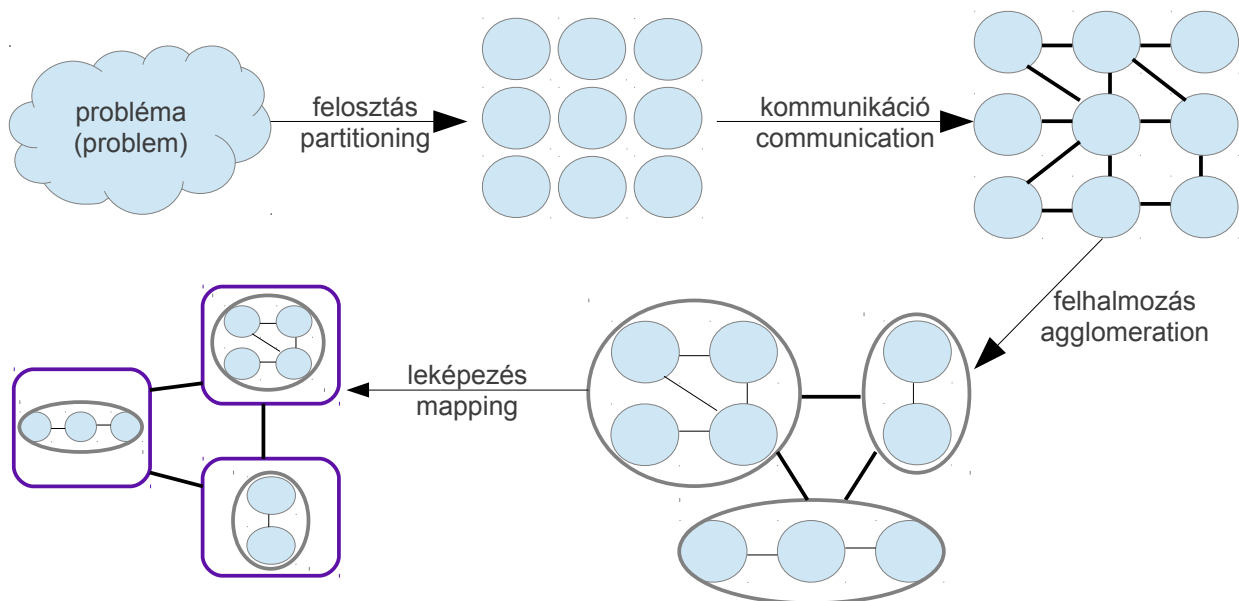 probléma
(problem)
felosztás
partitioning
kommunikáció
communication
felhalmozás
agglomeration
leképezés
mapping